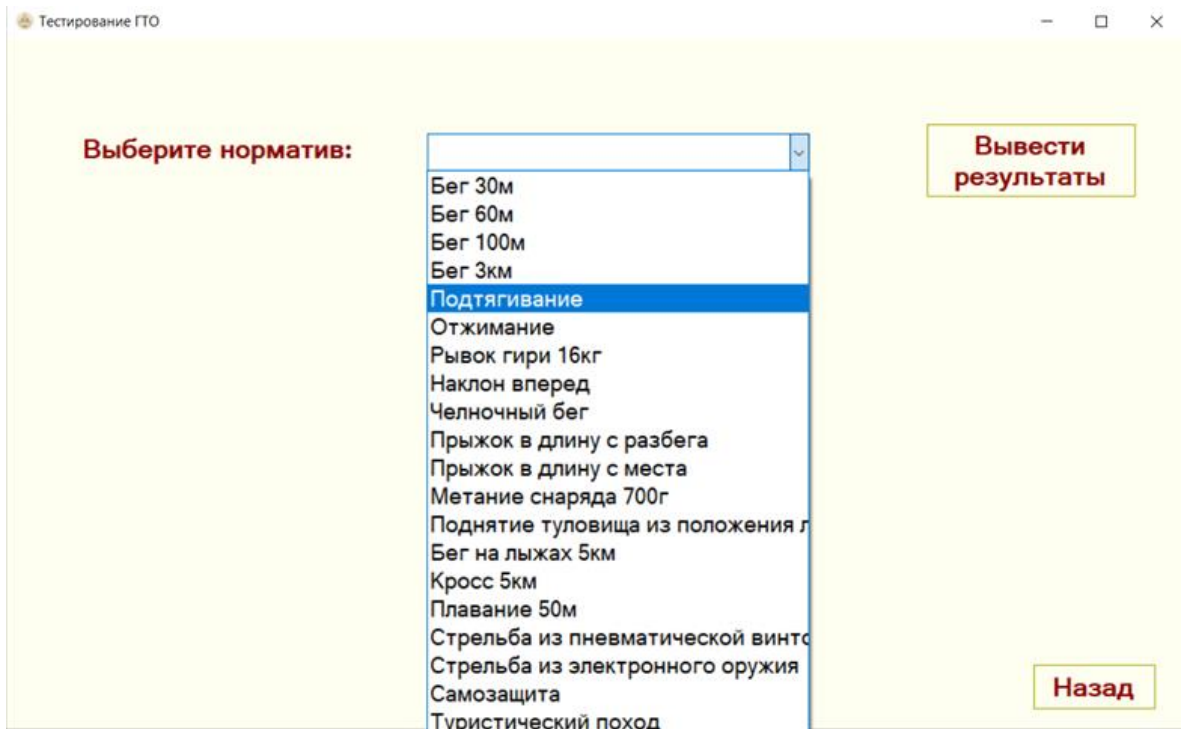 Тестирование ГТО
Выберите норматив:
Вывести
результаты
Бег 30м
Бег 60м
Бег 100м
Бег 3км
Подтягивание
Отжимание
Рывок гири 16кг
Наклон вперед
Челночный бег
Прыжок в длину с разбега
Прыжок в длину с места
Метание снаряда 700г
Поднятие туловища из положения л
Бег на лыжах 5км
Кросс 5км
Плавание 50м
Стрельба из пневматической винто
Стрельба из электронного оружия
Самозащита
Туристический поход
Назад